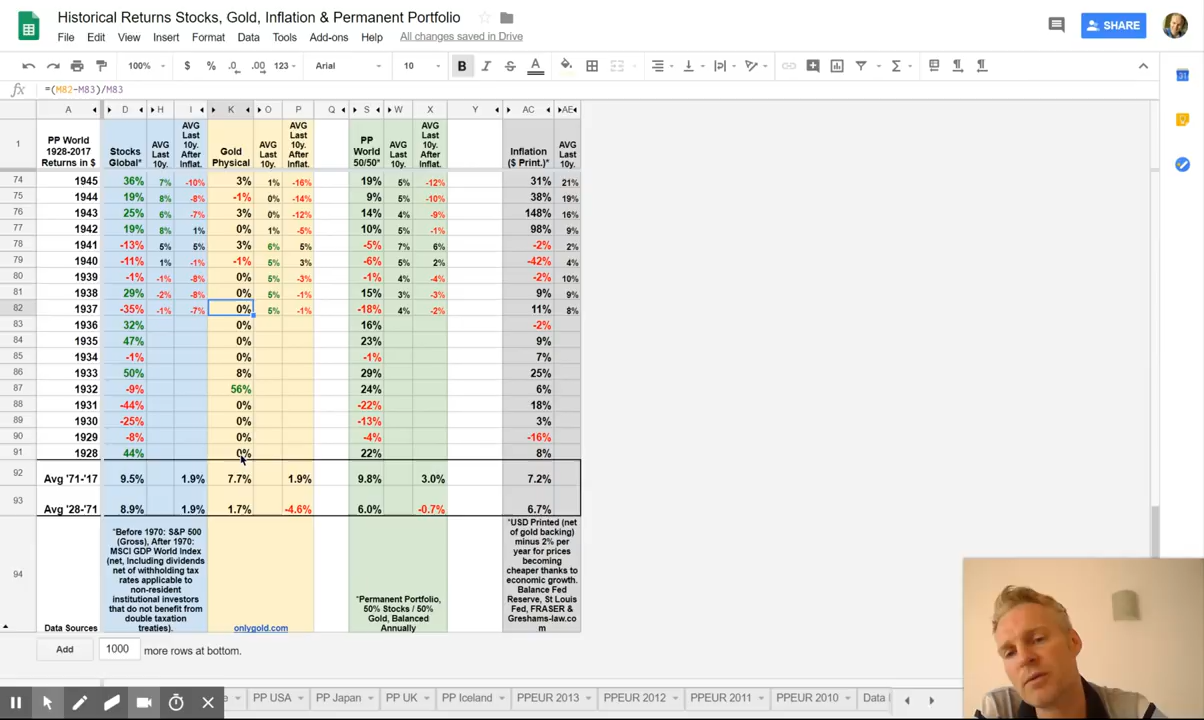 Historical Returns Stocks, Gold, Inflation & Permanent Portfolio
File Edit View Insert Format Data Tools Add-ons Help All changes saved in Drive
SHARE
100% $ % .0 .00 123 Arial 10 B I S A
fx =(M82-M83)/M83
A D H I K O P Q S W X Y AC AE
1 PP World 1928-2017 Returns in $ Stocks Global* AVG Last 10y. AVG Last 10y. After Inflat. Gold Physical AVG Last 10y. AVG Last 10y. After Inflat. PP World 50/50* AVG Last 10y. AVG Last 10y. After Inflat. Inflation ($ Print.)* AVG Last 10y.
74 1945 36% 7% -10% 3% 1% -16% 19% 5% -12% 31% 21%
75 1944 19% 8% -8% -1% 0% -14% 9% 5% -10% 38% 19%
76 1943 25% 6% -7% 3% 0% -12% 14% 4% -9% 148% 16%
77 1942 19% 8% 1% 0% 1% -5% 10% 5% -1% 98% 9%
78 1941 -13% 5% 5% 3% 6% 5% -5% 7% 6% -2% 2%
79 1940 -11% 1% -1% -1% 5% 3% -6% 5% 2% -42% 4%
80 1939 -1% -1% -8% 0% 5% -3% -1% 4% -4% -2% 10%
81 1938 29% -2% -8% 0% 5% -1% 15% 3% -3% 9% 9%
82 1937 -35% -1% -7% 0% 5% -1% -18% 4% -2% 11% 8%
83 1936 32% 0% 16% -2%
84 1935 47% 0% 23% 9%
85 1934 -1% 0% -1% 7%
86 1933 50% 8% 29% 25%
87 1932 -9% 56% 24% 6%
88 1931 -44% 0% -22% 18%
89 1930 -25% 0% -13% 3%
90 1929 -8% 0% -4% -16%
91 1928 44% 0% 22% 8%
92 Avg '71-'17 9.5% 1.9% 7.7% 1.9% 9.8% 3.0% 7.2%
93 Avg '28-'71 8.9% 1.9% 1.7% -4.6% 6.0% -0.7% 6.7%
94 Data Sources
*Before 1970: S&P 500
(Gross), After 1970:
MSCI GDP World Index
(net, Including dividends
net of withholding tax
rates applicable to
non-resident
institutional investors
that do not benefit from
double taxation
treaties).
onlygold.com
*Permanent Portfolio,
50% Stocks / 50%
Gold, Balanced
Annually
*USD Printed (net
of gold backing)
minus 2% per
year for prices
becoming
cheaper thanks to
economic growth.
Balance Fed
Reserve, St Louis
Fed, FRASER &
Greshams-law.co
m
Add 1000 more rows at bottom.
e PP USA PP Japan PP UK PP Iceland PPEUR 2013 PPEUR 2012 PPEUR 2011 PPEUR 2010 Data
31